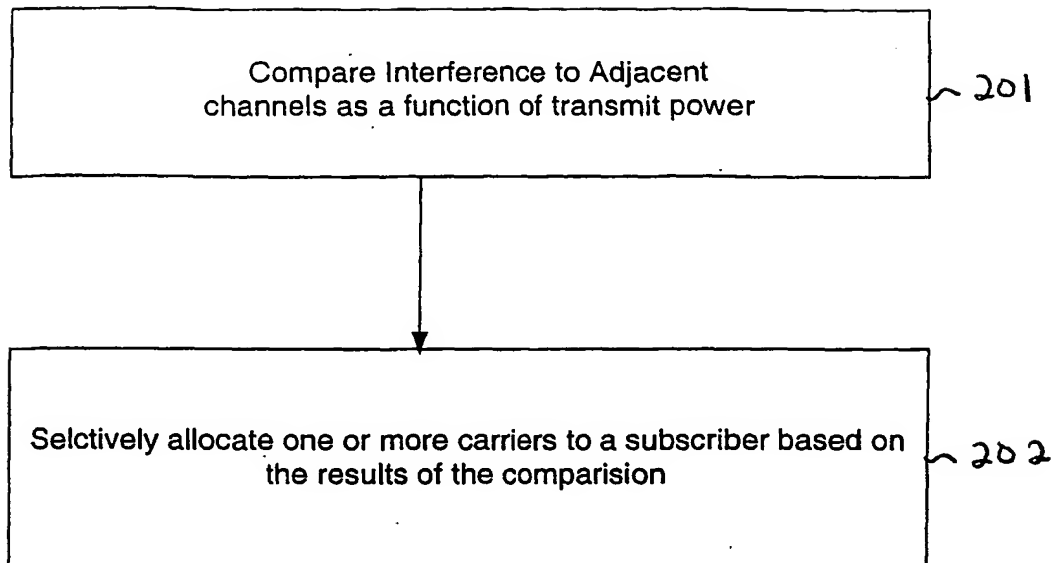 Compare Interference to Adjacent
channels as a function of transmit power
201
Selctively allocate one or more carriers to a subscriber based on
the results of the comparision
202